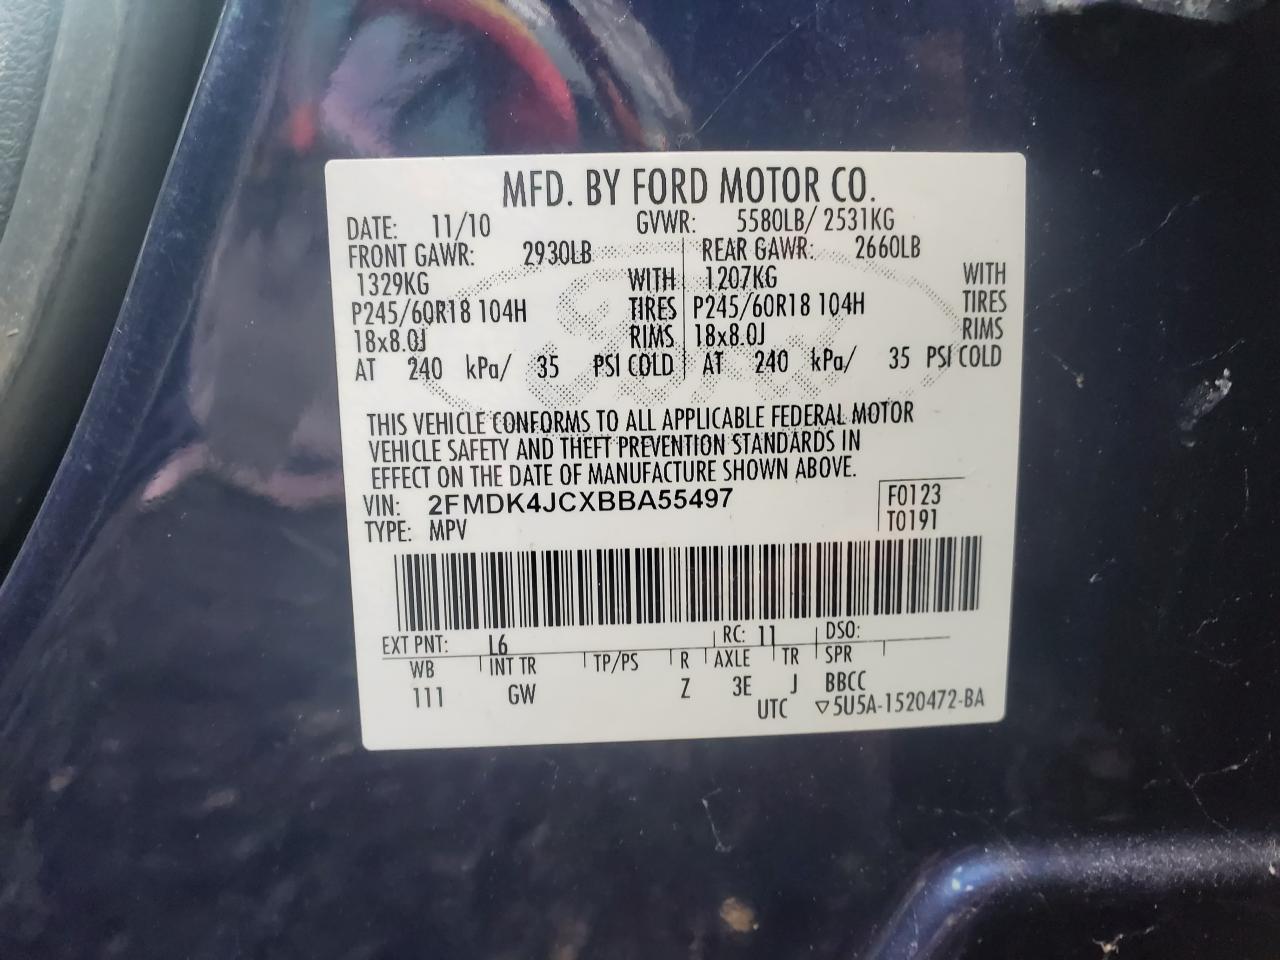 MFD. BY FORD MOTOR CO.
DATE: 11/10 GVWR: 5580LB/ 2531KG
FRONT GAWR: 2930LB REAR GAWR: 2660LB
1329KG WITH 1207KG WITH
P245/60R18 104H TIRES P245/60R18 104H TIRES
18x8.0J RIMS 18x8.0J RIMS
AT 240 kPa/ 35 PSI COLD AT 240 kPa/ 35 PSI COLD
THIS VEHICLE CONFORMS TO ALL APPLICABLE FEDERAL MOTOR
VEHICLE SAFETY AND THEFT PREVENTION STANDARDS IN
EFFECT ON THE DATE OF MANUFACTURE SHOWN ABOVE.
VIN: 2FMDK4JCXBBA55497 F0123
TYPE: MPV T0191
EXT PNT: L6 RC: 11 DSO:
WB INT TR TP/PS R AXLE TR SPR
111 GW Z 3E J BBCC
UTC ▽5U5A-1520472-BA